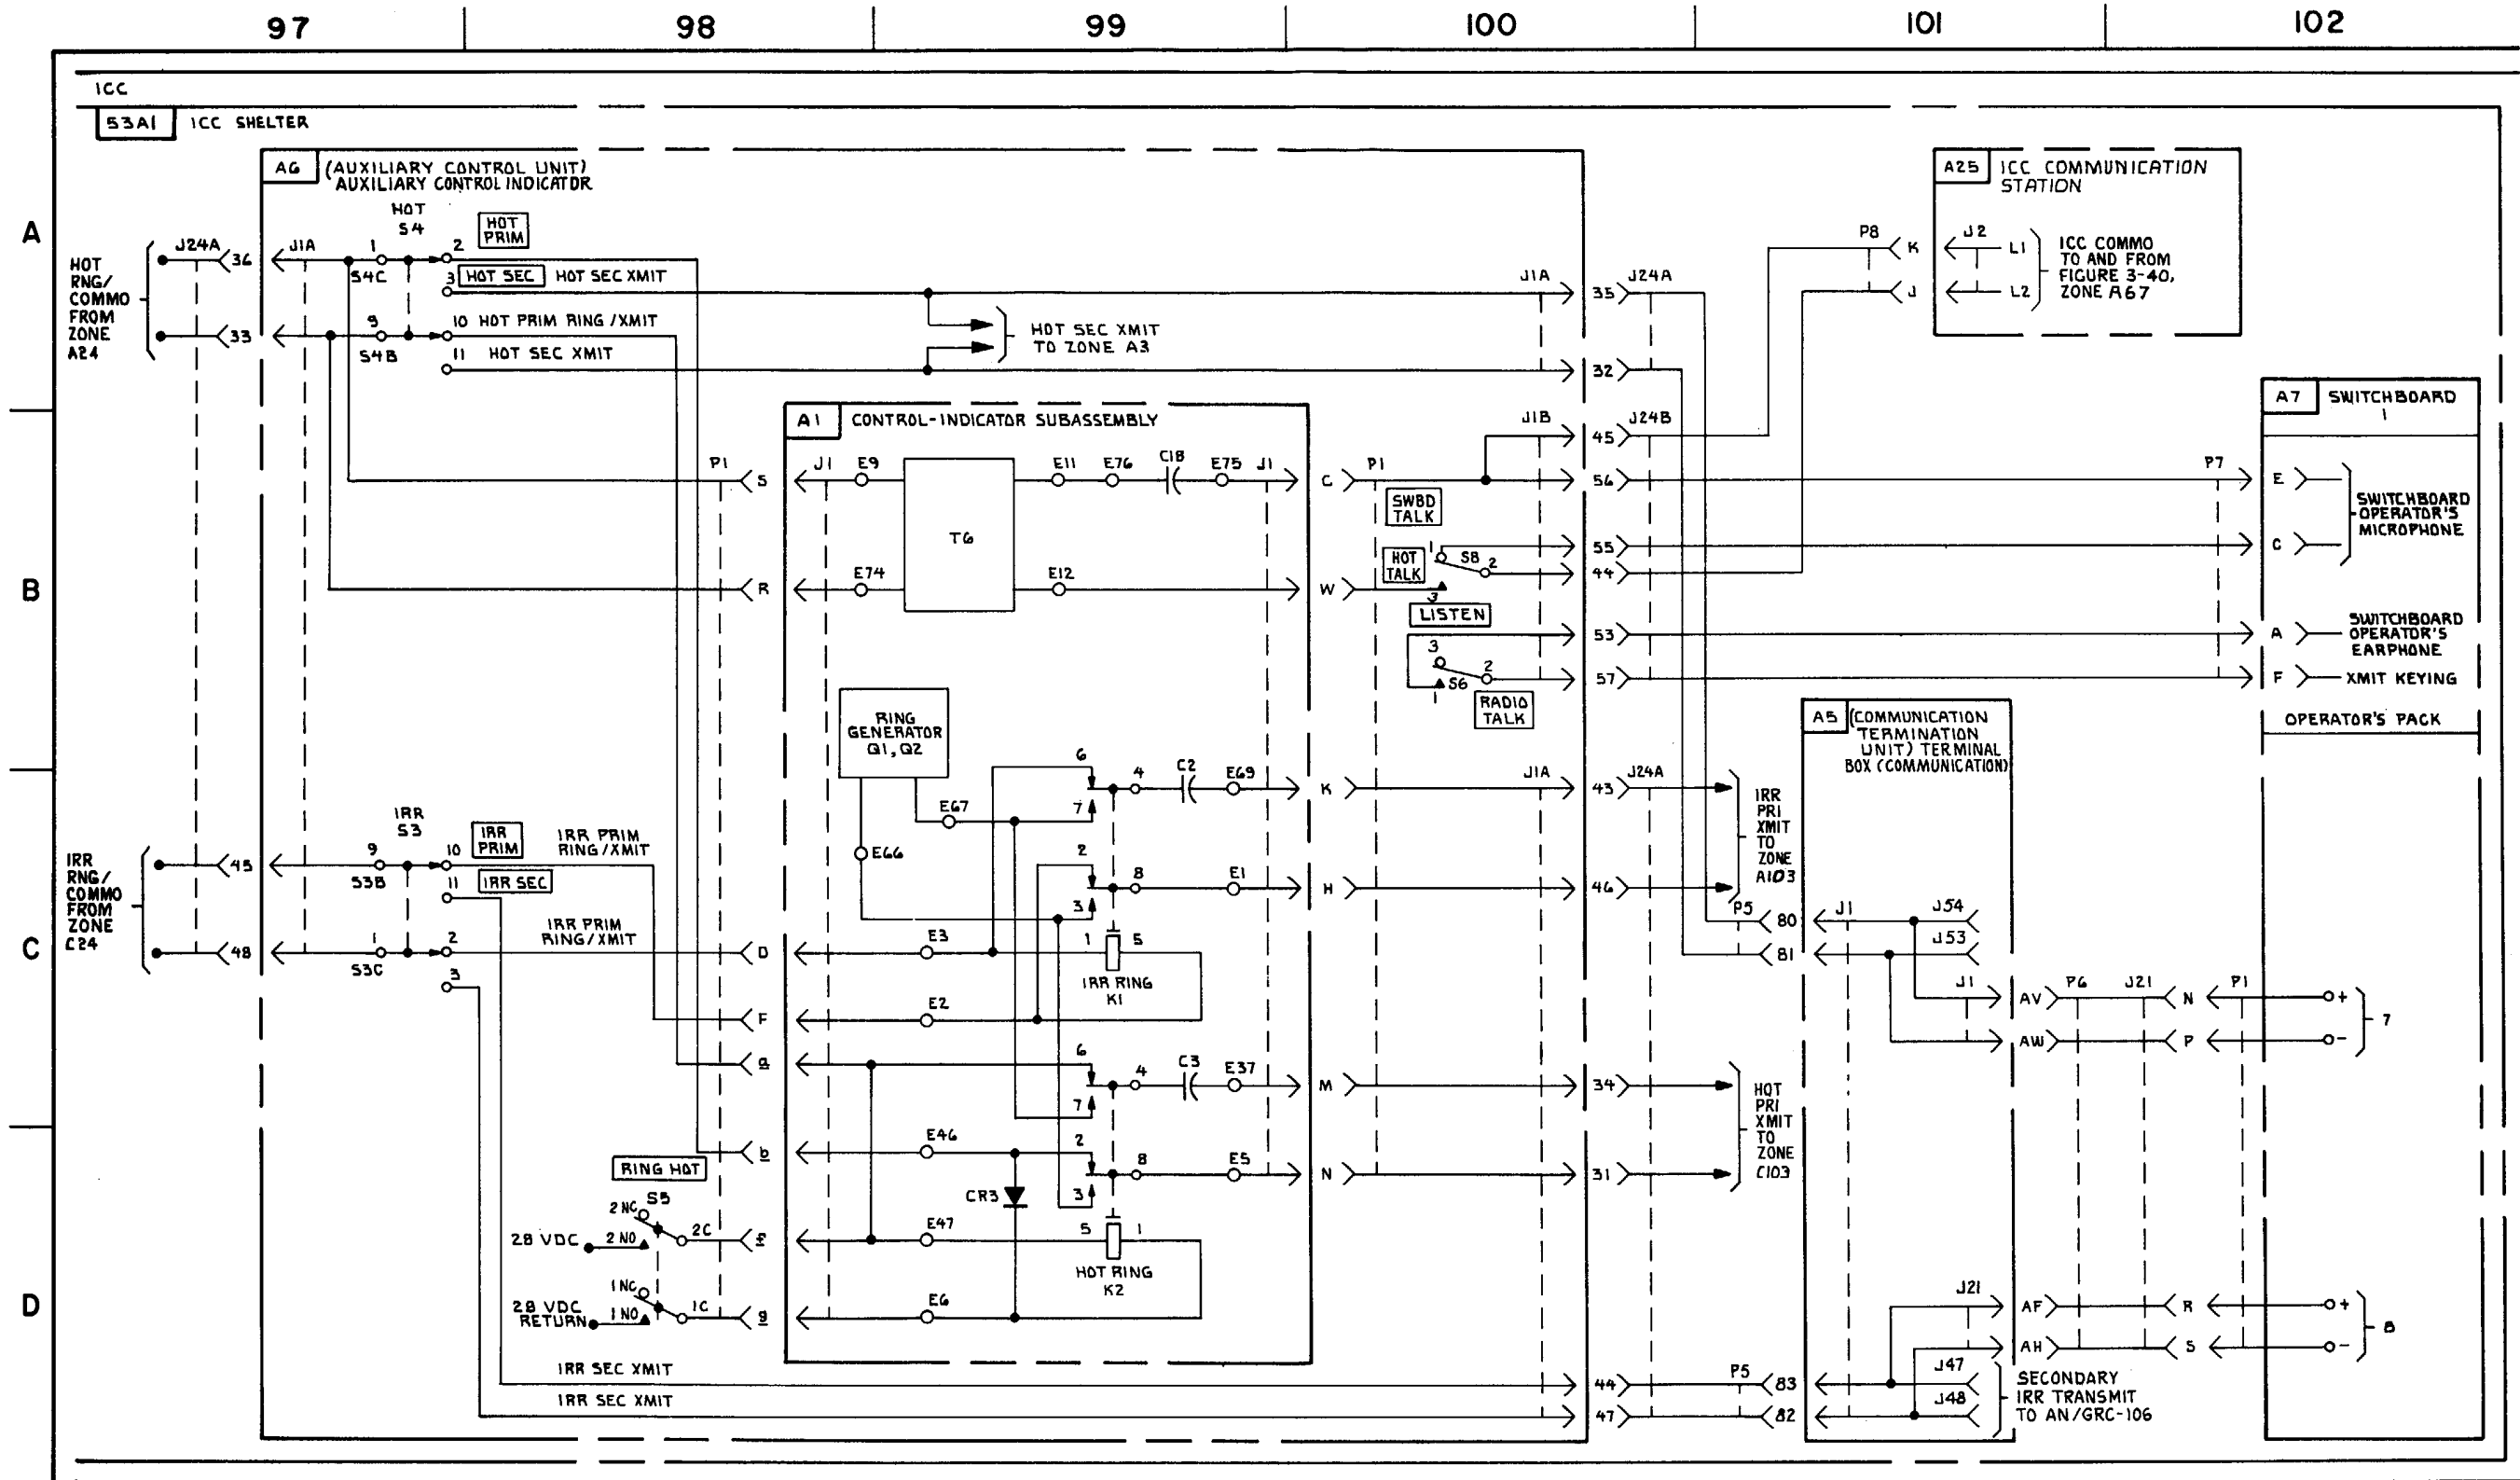 97 98 99 100 101 102
ICC
53A1 ICC SHELTER
A
B
C
D
A6 (AUXILIARY CONTROL UNIT)
AUXILIARY CONTROL INDICATOR
HOT
S4
HOT
PRIM
J24A 36 J1A 1 2
S4C
3 HOT SEC HOT SEC XMIT
HOT
RNG/
COMMO
FROM
ZONE
A24
33 9 10 HOT PRIM RING/XMIT
S4B
11 HOT SEC XMIT
HOT SEC XMIT
TO ZONE A3
J1A 35 J24A
32
A25 ICC COMMUNICATION
STATION
P8 K J2 L1
J L2
ICC COMMO
TO AND FROM
FIGURE 3-40,
ZONE A67
A1 CONTROL-INDICATOR SUBASSEMBLY
P1 S J1 E9 T6 E11 E76 C18 E75 J1 C P1
R E74 E12 W
J1B 45 J24B
56
SWBD
TALK
55
HOT
TALK
1 S8 2
3
44
LISTEN
53
3 2
S6
1
57
RADIO
TALK
A7 SWITCHBOARD
1
P7 E
C
SWITCHBOARD
OPERATOR'S
MICROPHONE
A
SWITCHBOARD
OPERATOR'S
EARPHONE
F XMIT KEYING
OPERATOR'S PACK
RING
GENERATOR
Q1, Q2
E67
E66
6 4 C2 E69 K
7
2 8 E1 H
3
J1A 43 J24A
46
IRR
PRI
XMIT
TO
ZONE
A103
A5 (COMMUNICATION
TERMINATION
UNIT) TERMINAL
BOX (COMMUNICATION)
IRR
S3
IRR
PRIM
IRR PRIM
RING/XMIT
IRR
RNG/
COMMO
FROM
ZONE
C24
45 9 10
S3B
11 IRR SEC
IRR PRIM
RING/XMIT
48 1 2
S3C
3
D E3 1 5
IRR RING
K1
F E2
P5 80 J1 J54
81 J53
J1 AV P6 J21 N P1 +
AW P -
7
a 6 4 C3 E37 M 34
7
b E46 2 8 E5 N 31
3
CR3
HOT
PRI
XMIT
TO
ZONE
C103
RING HOT
S5
2 NC
28 VDC 2 NO 2C f E47 5 1
HOT RING
K2
1 NC
28 VDC
RETURN 1 NO 1C g E6
J21 AF R +
AH S -
8
IRR SEC XMIT 44 P5 83 J47
IRR SEC XMIT 47 82 J48
SECONDARY
IRR TRANSMIT
TO AN/GRC-106